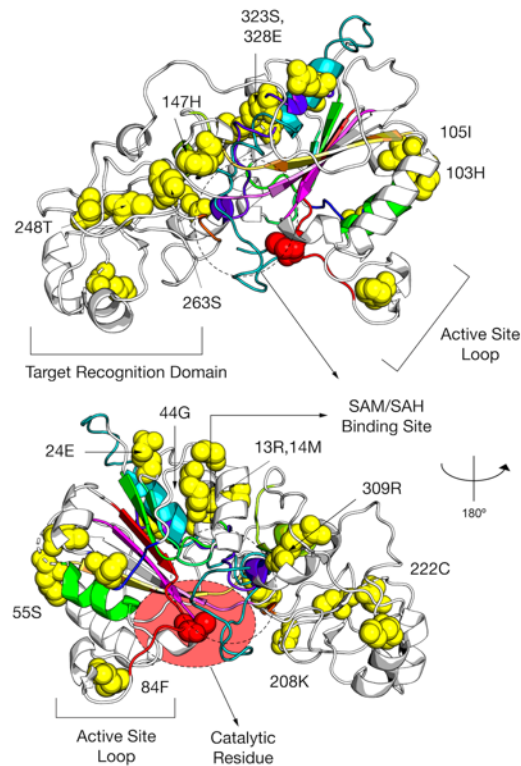 323S,
328E
147H
105I
103H
248T
263S
Active Site
Loop
Target Recognition Domain
SAM/SAH
Binding Site
44G
24E
13R,14M
309R
180º
222C
55S
84F
208K
Active Site
Loop
Catalytic
Residue